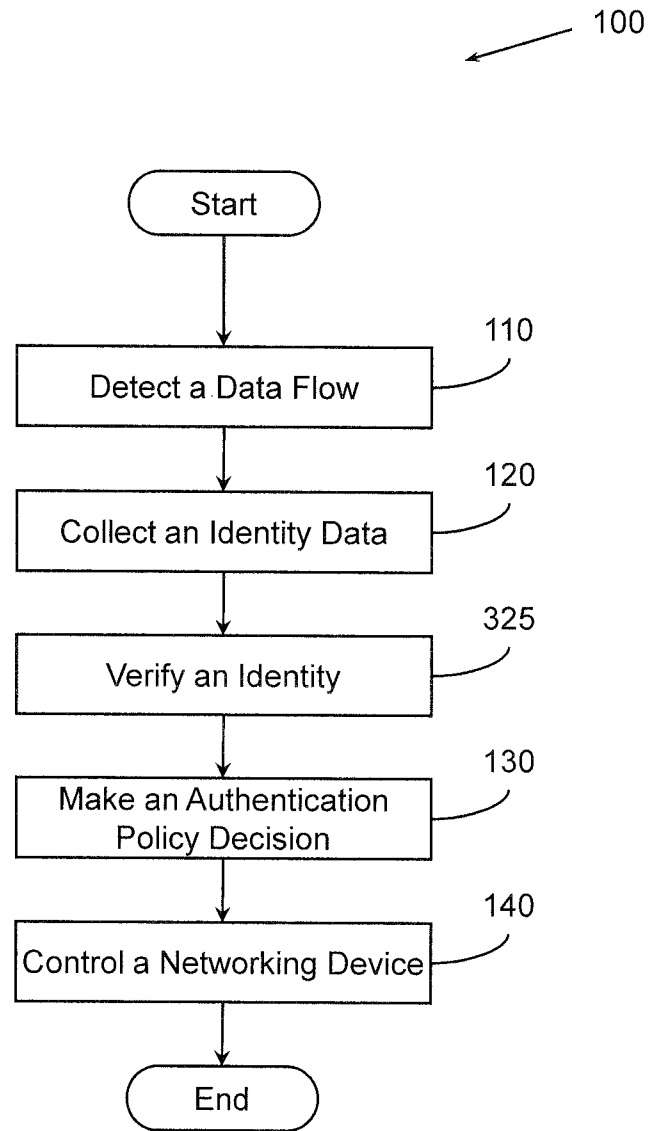 100
Start
110
Detect a Data Flow
120
Collect an Identity Data
325
Verify an Identity
130
Make an Authentication
Policy Decision
140
Control a Networking Device
End